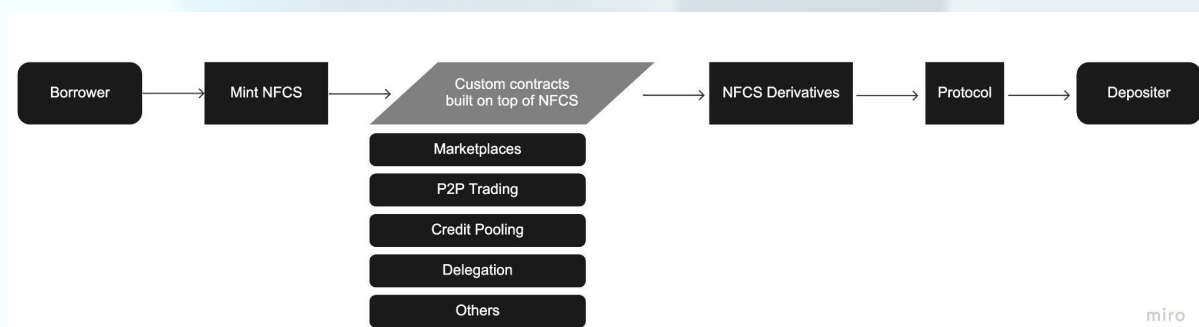 Borrower
Mint NFCS
Custom contracts
built on top of NFCS
NFCS Derivatives
Protocol
Depositer
Marketplaces
P2P Trading
Credit Pooling
Delegation
Others
miro